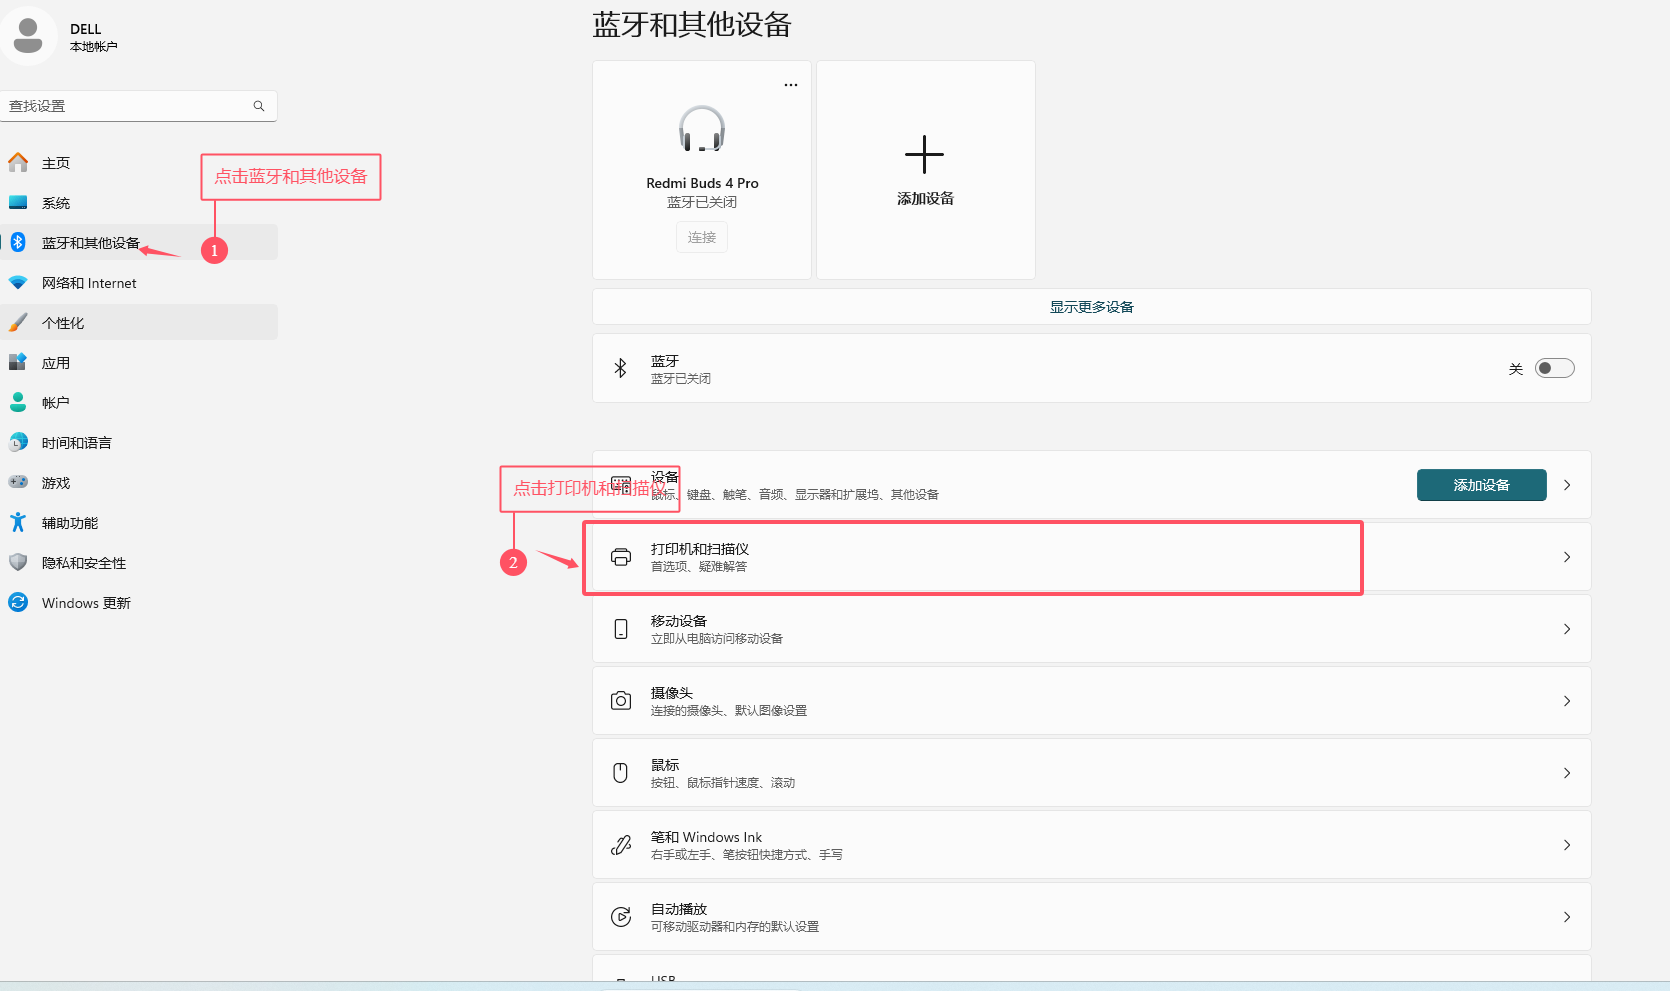 DELL
本地帐户
查找设置
主页
系统
蓝牙和其他设备
网络和 Internet
个性化
应用
帐户
时间和语言
游戏
辅助功能
隐私和安全性
Windows 更新
点击蓝牙和其他设备
1
蓝牙和其他设备
Redmi Buds 4 Pro
蓝牙已关闭
连接
添加设备
显示更多设备
蓝牙
蓝牙已关闭
关
点击打印机和扫描仪
2
设备
鼠标、键盘、触笔、音频、显示器和扩展坞、其他设备
添加设备
打印机和扫描仪
首选项、疑难解答
移动设备
立即从电脑访问移动设备
摄像头
连接的摄像头、默认图像设置
鼠标
按钮、鼠标指针速度、滚动
笔和 Windows Ink
右手或左手、笔按钮快捷方式、手写
自动播放
可移动驱动器和内存的默认设置
USB